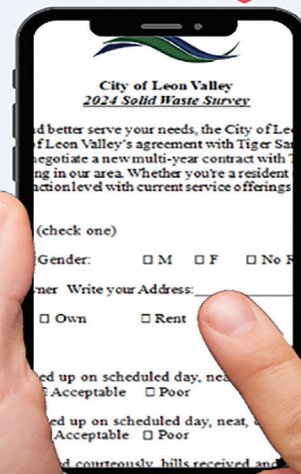 City of Leon Valley
2024 Solid Waste Survey
d better serve your needs, the City of Le
f Leon Valley's agreement with Tiger San
negotiate a new multi-year contract with T
ng in our area. Whether you're a resident
action level with current service offerings
(check one)
Gender: □ M □ F □ No R
ner Write your Address:
□ Own □ Rent
ed up on scheduled day, neat
Acceptable □ Poor
ed up on scheduled day, neat,
Acceptable □ Poor
d courteously, bills received and